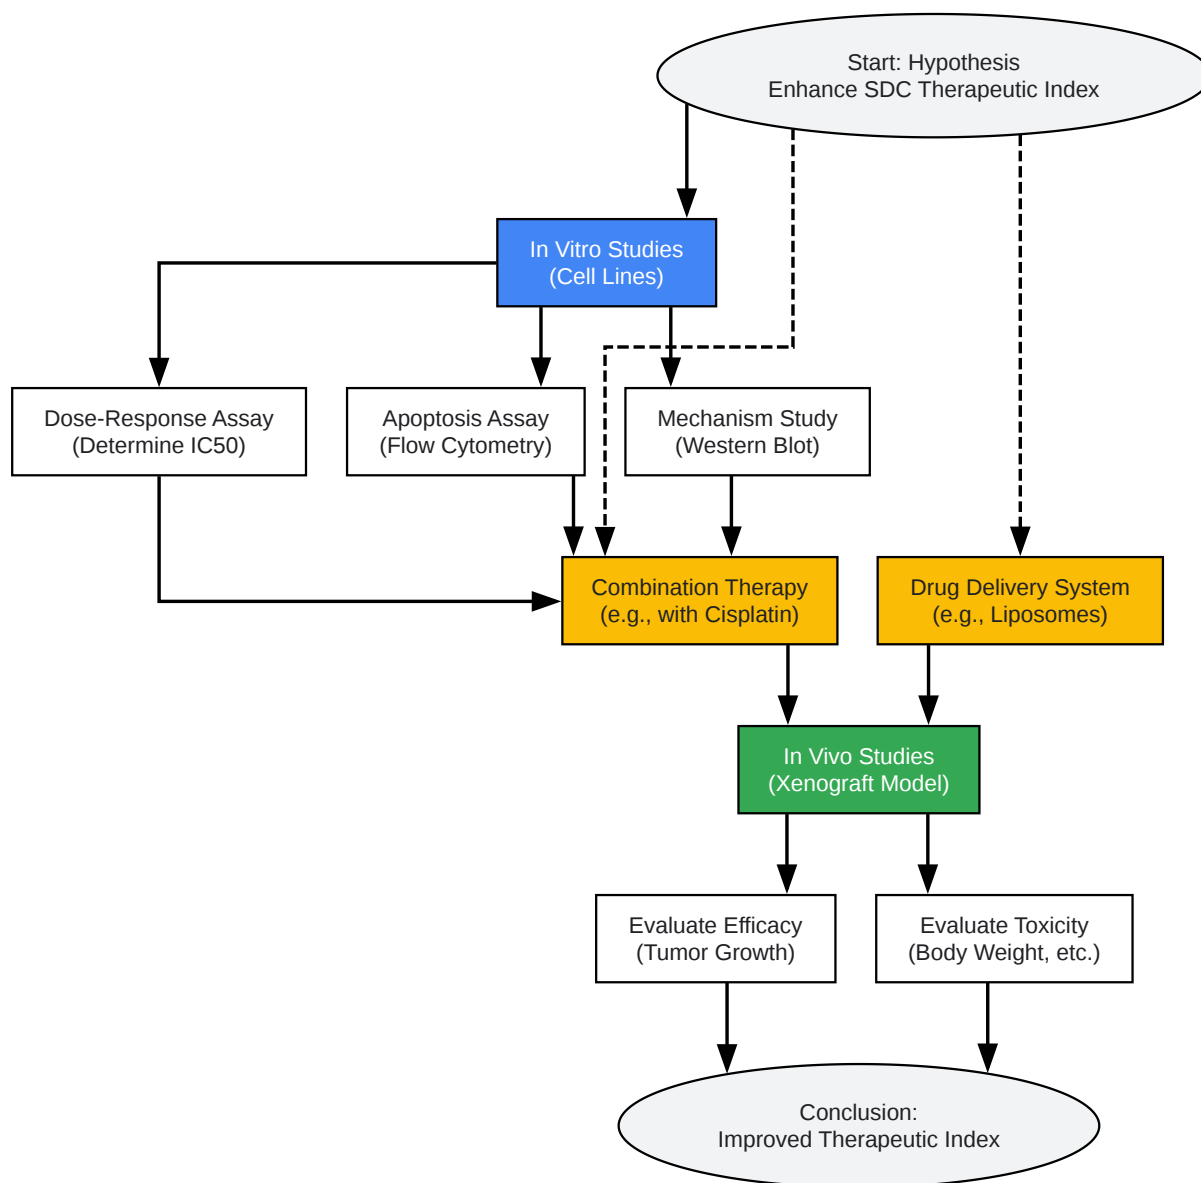 Start: Hypothesis
Enhance SDC Therapeutic Index
In Vitro Studies
(Cell Lines)
Dose-Response Assay
(Determine IC50)
Apoptosis Assay
(Flow Cytometry)
Mechanism Study
(Western Blot)
Combination Therapy
(e.g., with Cisplatin)
Drug Delivery System
(e.g., Liposomes)
In Vivo Studies
(Xenograft Model)
Evaluate Efficacy
(Tumor Growth)
Evaluate Toxicity
(Body Weight, etc.)
Conclusion:
Improved Therapeutic Index